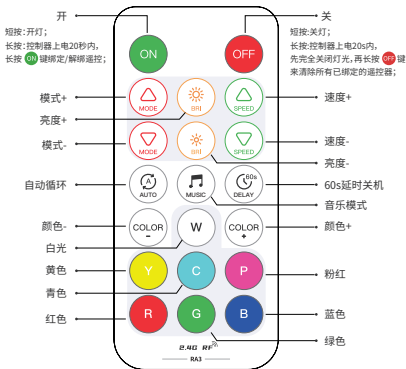 开
短按：开灯；
长按：控制器上电20秒内，
长按 ON 键绑定/解绑遥控；
关
短按：关灯；
长按：控制器上电20s内，
先完全关闭灯光，再长按 OFF 键
来清除所有已绑定的遥控器；
ON
OFF
模式+
亮度+
模式-
速度+
速度-
亮度-
MODE
BRI
SPEED
MODE
BRI
SPEED
自动循环
A
AUTO
MUSIC
60s
DELAY
60s延时关机
音乐模式
颜色-
白光
COLOR
-
W
COLOR
+
颜色+
黄色
青色
Y
C
P
粉红
红色
R
G
B
蓝色
绿色
2.4G RF
RA3